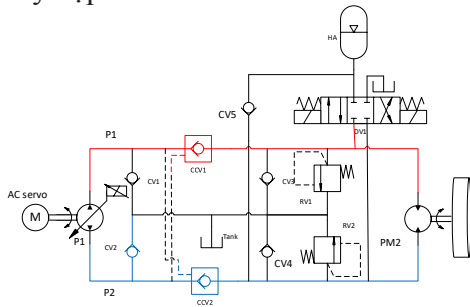 HA
CV5
DV1
P1
CCV1
CV1
CV3
RV1
AC servo
M
P1
CV2
Tank
CV4
RV2
PM2
P2
CCV2